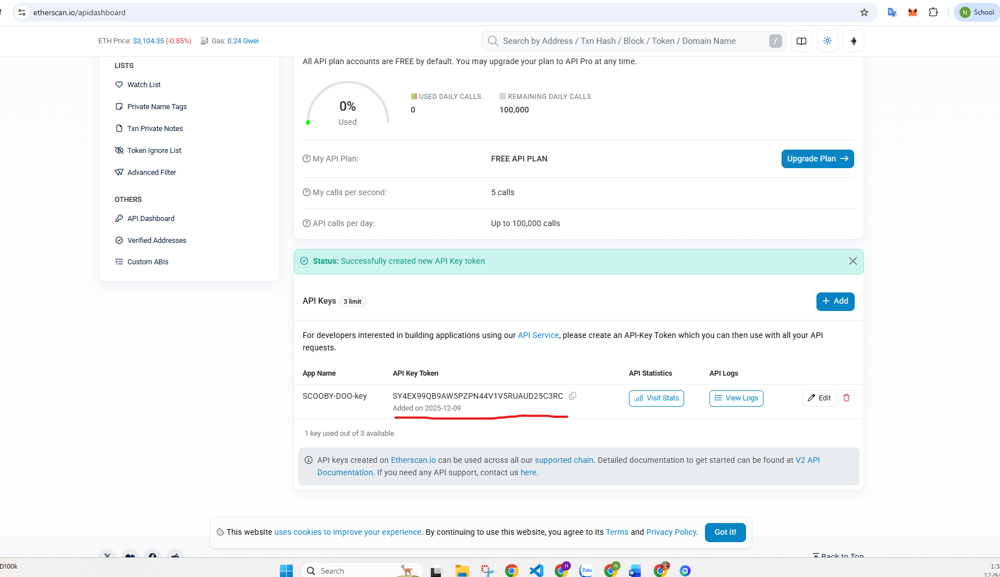 etherscan.io/apidashboard
N School
ETH Price: $3,104.35 (-0.85%) Gas: 0.24 Gwei
Search by Address / Txn Hash / Block / Token / Domain Name /
LISTS
Watch List
Private Name Tags
Txn Private Notes
Token Ignore List
Advanced Filter
OTHERS
API Dashboard
Verified Addresses
Custom ABIs
All API plan accounts are FREE by default. You may upgrade your plan to API Pro at any time.
0%
Used
USED DAILY CALLS
0
REMAINING DAILY CALLS
100,000
My API Plan: FREE API PLAN Upgrade Plan
My calls per second: 5 calls
API calls per day: Up to 100,000 calls
Status: Successfully created new API Key token
API Keys 3 limit + Add
For developers interested in building applications using our API Service, please create an API-Key Token which you can then use with all your API
requests.
App Name API Key Token API Statistics API Logs
SCOOBY-DOO-key SY4EX99QB9AW5PZPN44V1V5RUAUD25C3RC Visit Stats View Logs Edit
Added on 2025-12-09
1 key used out of 3 available
API keys created on Etherscan.io can be used across all our supported chain. Detailed documentation to get started can be found at V2 API
Documentation. If you need any API support, contact us here.
This website uses cookies to improve your experience. By continuing to use this website, you agree to its Terms and Privacy Policy. Got it!
Back to Top
D100k
Search
H
Zalo
N
W
1:3
12/9/